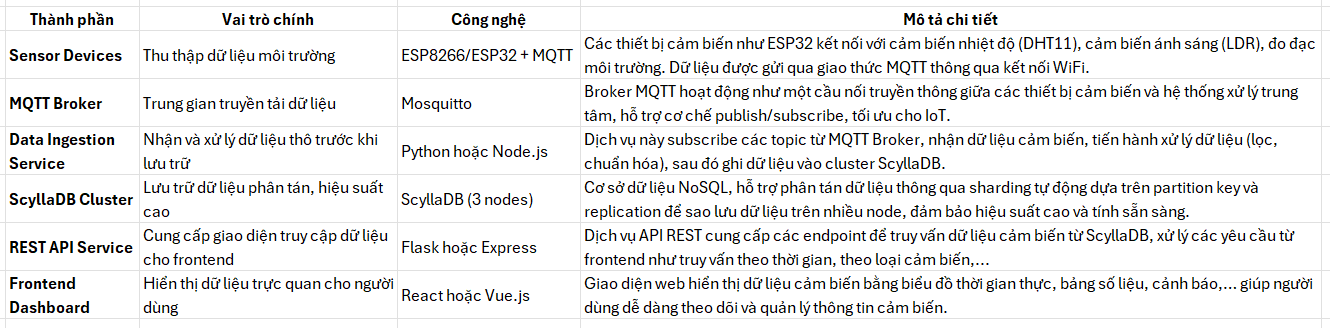 Thành phần	Vai trò chính	Công nghệ	Mô tả chi tiết
Sensor Devices	Thu thập dữ liệu môi trường	ESP8266/ESP32 + MQTT
Các thiết bị cảm biến như ESP32 kết nối với cảm biến nhiệt độ (DHT11), cảm biến ánh sáng (LDR), đo đạc
môi trường. Dữ liệu được gửi qua giao thức MQTT thông qua kết nối WiFi.
MQTT Broker	Trung gian truyền tải dữ liệu	Mosquitto
Broker MQTT hoạt động như một cầu nối truyền thông giữa các thiết bị cảm biến và hệ thống xử lý trung
tâm, hỗ trợ cơ chế publish/subscribe, tối ưu cho IoT.
Data Ingestion
Service
Nhận và xử lý dữ liệu thô trước khi
lưu trữ
Python hoặc Node.js
Dịch vụ này subscribe các topic từ MQTT Broker, nhận dữ liệu cảm biến, tiến hành xử lý dữ liệu (lọc,
chuẩn hóa), sau đó ghi dữ liệu vào cluster ScyllaDB.
ScyllaDB Cluster
Lưu trữ dữ liệu phân tán, hiệu suất
cao
ScyllaDB (3 nodes)
Cơ sở dữ liệu NoSQL, hỗ trợ phân tán dữ liệu thông qua sharding tự động dựa trên partition key và
replication để sao lưu dữ liệu trên nhiều node, đảm bảo hiệu suất cao và tính sẵn sàng.
REST API Service
Cung cấp giao diện truy cập dữ liệu
cho frontend
Flask hoặc Express
Dịch vụ API REST cung cấp các endpoint để truy vấn dữ liệu cảm biến từ ScyllaDB, xử lý các yêu cầu từ
frontend như truy vấn theo thời gian, theo loại cảm biến,...
Frontend
Dashboard
Hiển thị dữ liệu trực quan cho người
dùng
React hoặc Vue.js
Giao diện web hiển thị dữ liệu cảm biến bằng biểu đồ thời gian thực, bảng số liệu, cảnh báo,... giúp người
dùng dễ dàng theo dõi và quản lý thông tin cảm biến.